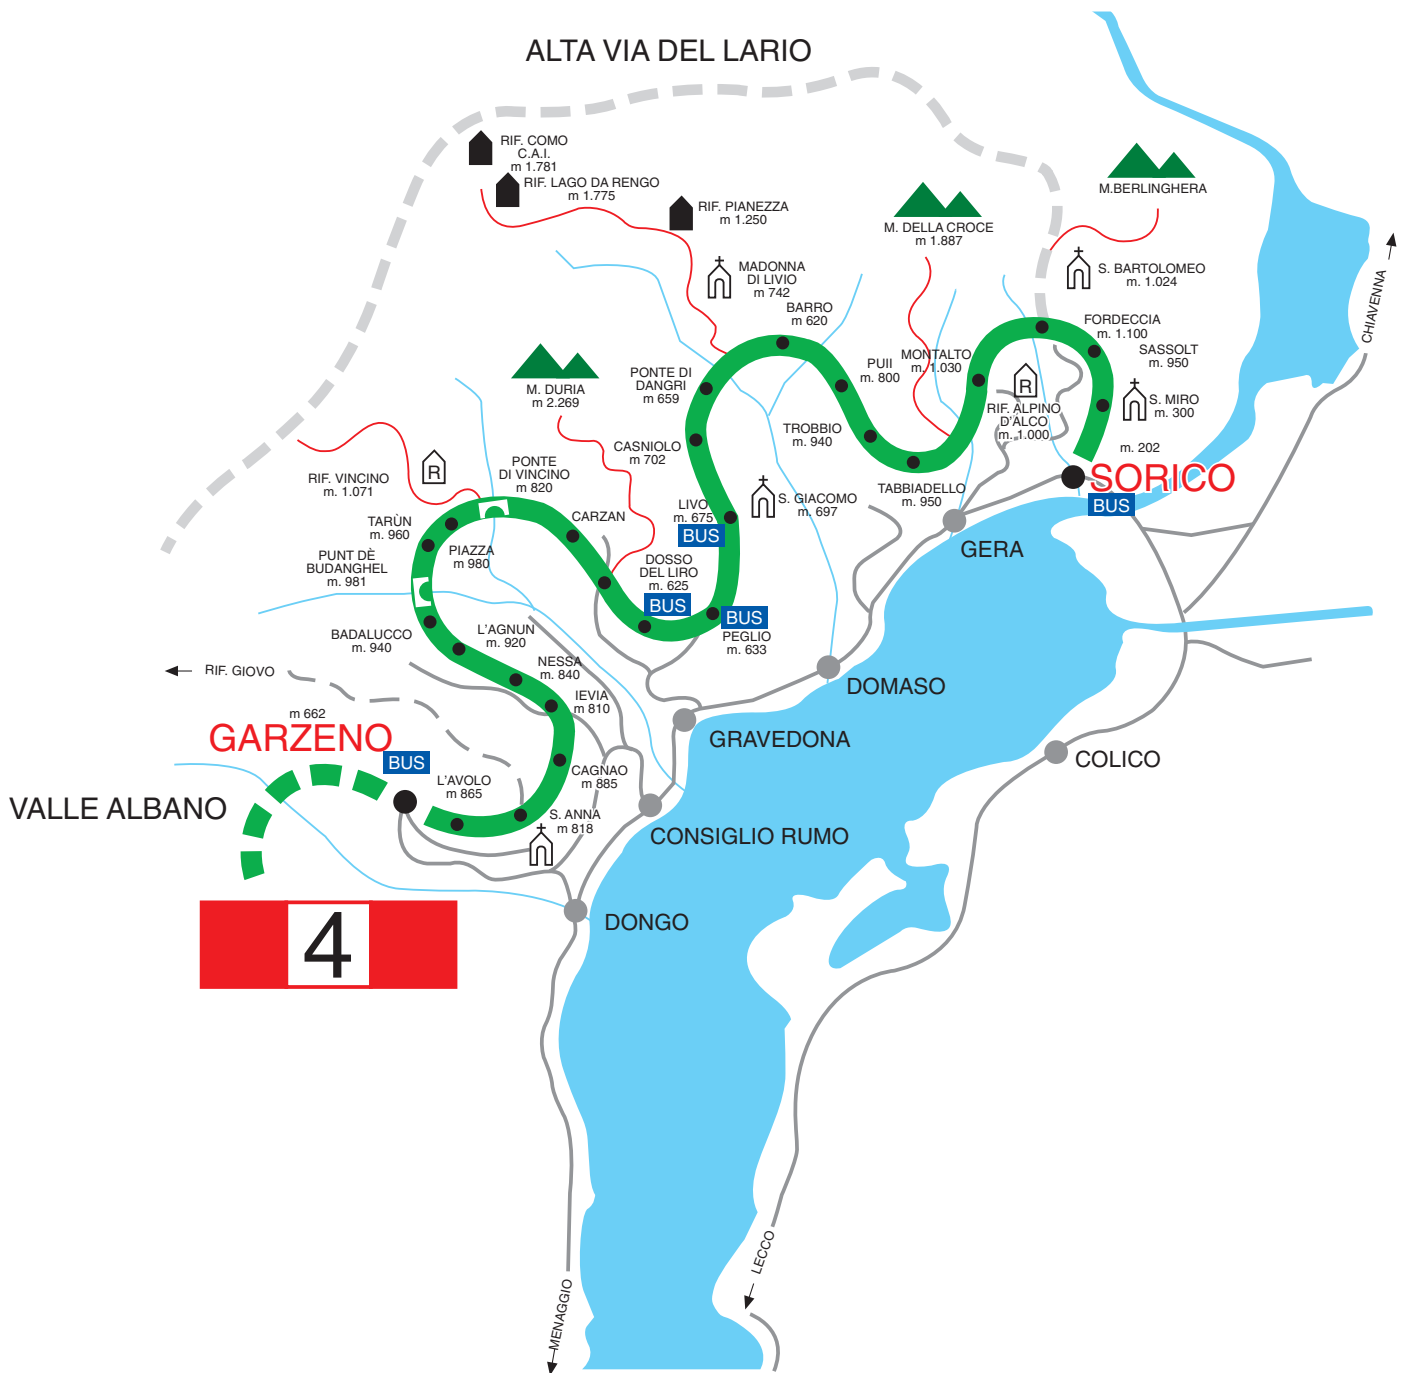 ALTA VIA DEL LARIO
RIF. COMO
C.A.I.
m 1.781
RIF. LAGO DA RENGO
m 1.775
RIF. PIANEZZA
m 1.250
M. DELLA CROCE
m 1.887
M.BERLINGHERA
S. BARTOLOMEO
m. 1.024
MADONNA
DI LIVIO
m 742
BARRO
m 620
CHIAVENNA
FORDECCIA
m. 1.100
SASSOLT
m. 950
S. MIRO
m. 300
MONTALTO
m. 1.030
PUII
m. 800
R
RIF. ALPINO
D'ALCO
m. 1.000
M. DURIA
m 2.269
PONTE DI
DANGRI
m 659
TROBBIO
m. 940
CASNIOLO
m 702
m. 202
SORICO
BUS
TABBIADELLO
m. 950
GERA
R
RIF. VINCINO
m. 1.071
PONTE
DI VINCINO
m 820
CARZAN
LIVO
m. 675
BUS
S. GIACOMO
m. 697
TARÙN
m. 960
PIAZZA
m 980
PUNT DÈ
BUDANGHEL
m. 981
DOSSO
DEL LIRO
m. 625
BUS
BUS
PEGLIO
m. 633
BADALUCCO
m. 940
L'AGNUN
m. 920
NESSA
m. 840
IEVIA
m 810
RIF. GIOVO
DOMASO
m 662
GARZENO
BUS
GRAVEDONA
COLICO
L'AVOLO
m 865
CAGNAO
m 885
S. ANNA
m 818
VALLE ALBANO
CONSIGLIO RUMO
4
DONGO
LECCO
MENAGGIO